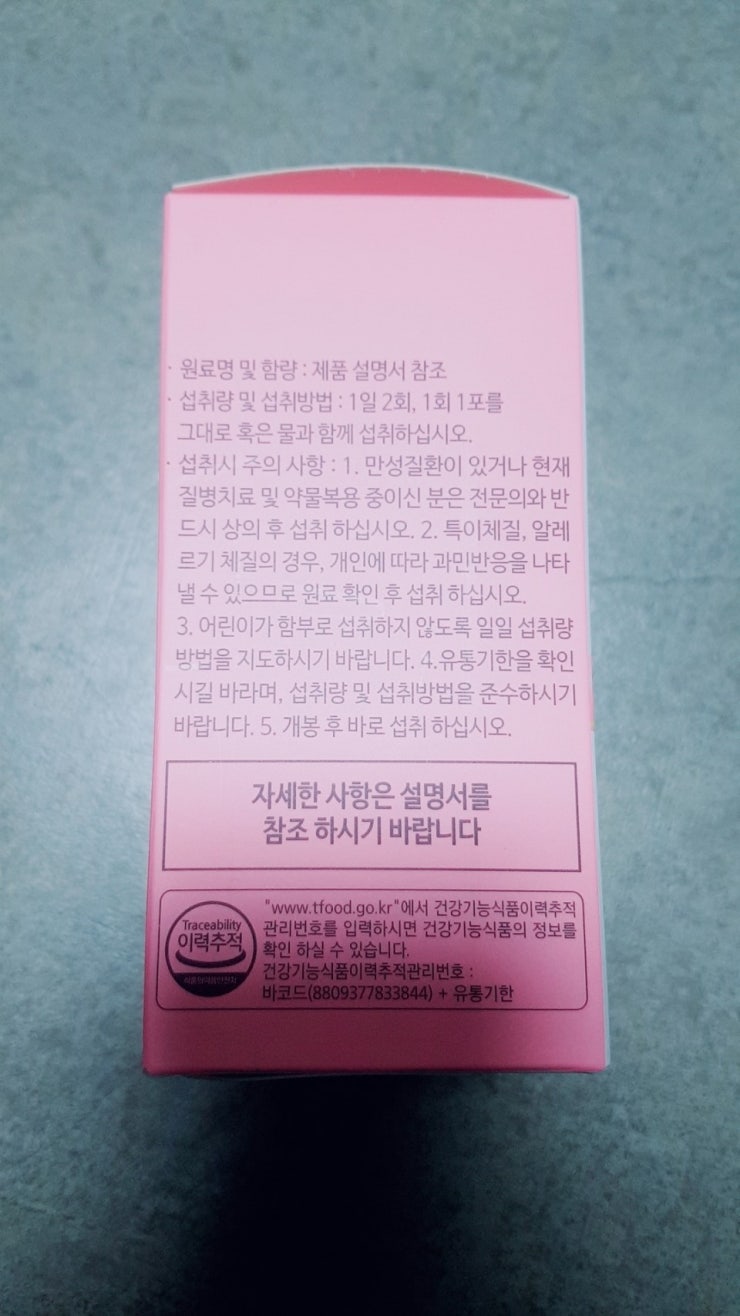 · 원료명 및 함량 : 제품 설명서 참조
· 섭취량 및 섭취방법 : 1일 2회, 1회 1포를
그대로 혹은 물과 함께 섭취하십시오.
· 섭취시 주의 사항 : 1. 만성질환이 있거나 현재
질병치료 및 약물복용 중이신 분은 전문의와 반
드시 상의 후 섭취 하십시오. 2. 특이체질, 알레
르기 체질의 경우, 개인에 따라 과민반응을 나타
낼 수 있으므로 원료 확인 후 섭취 하십시오.
3. 어린이가 함부로 섭취하지 않도록 일일 섭취량
방법을 지도하시기 바랍니다. 4.유통기한을 확인
시길 바라며, 섭취량 및 섭취방법을 준수하시기
바랍니다. 5. 개봉 후 바로 섭취 하십시오.
자세한 사항은 설명서를
참조 하시기 바랍니다
Traceability
이력추적
식품의약품안전처
"www.tfood.go.kr"에서 건강기능식품이력추적
관리번호를 입력하시면 건강기능식품의 정보를
확인 하실 수 있습니다.
건강기능식품이력추적관리번호 :
바코드(8809377833844) + 유통기한